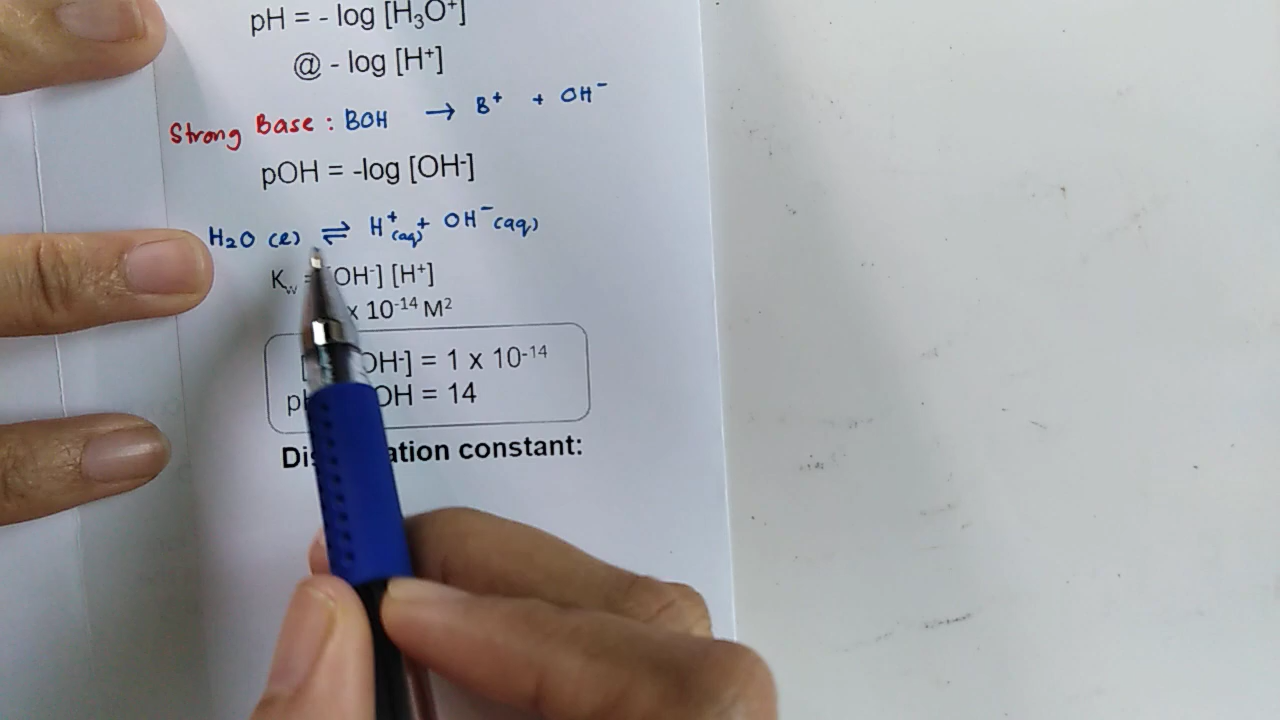 pH = - log [H₃O⁺]
@ - log [H⁺]
Strong Base : BOH → B⁺ + OH⁻
pOH = -log [OH-]
H₂O (l) ⇌ H⁺(aq) + OH⁻(aq)
Kw = OH-] [H⁺]
x 10⁻¹⁴ M²
[ OH-] = 1 x 10⁻¹⁴
OH = 14
constant: